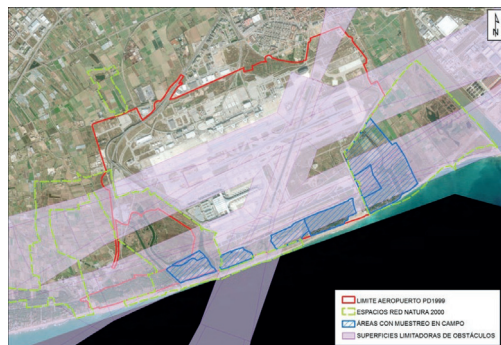 N
LIMITE AEROPUERTO PD1999
ESPACIOS RED NATURA 2000
ÁREAS CON MUESTREO EN CAMPO
SUPERFICIES LIMITADORAS DE OBSTÁCULOS